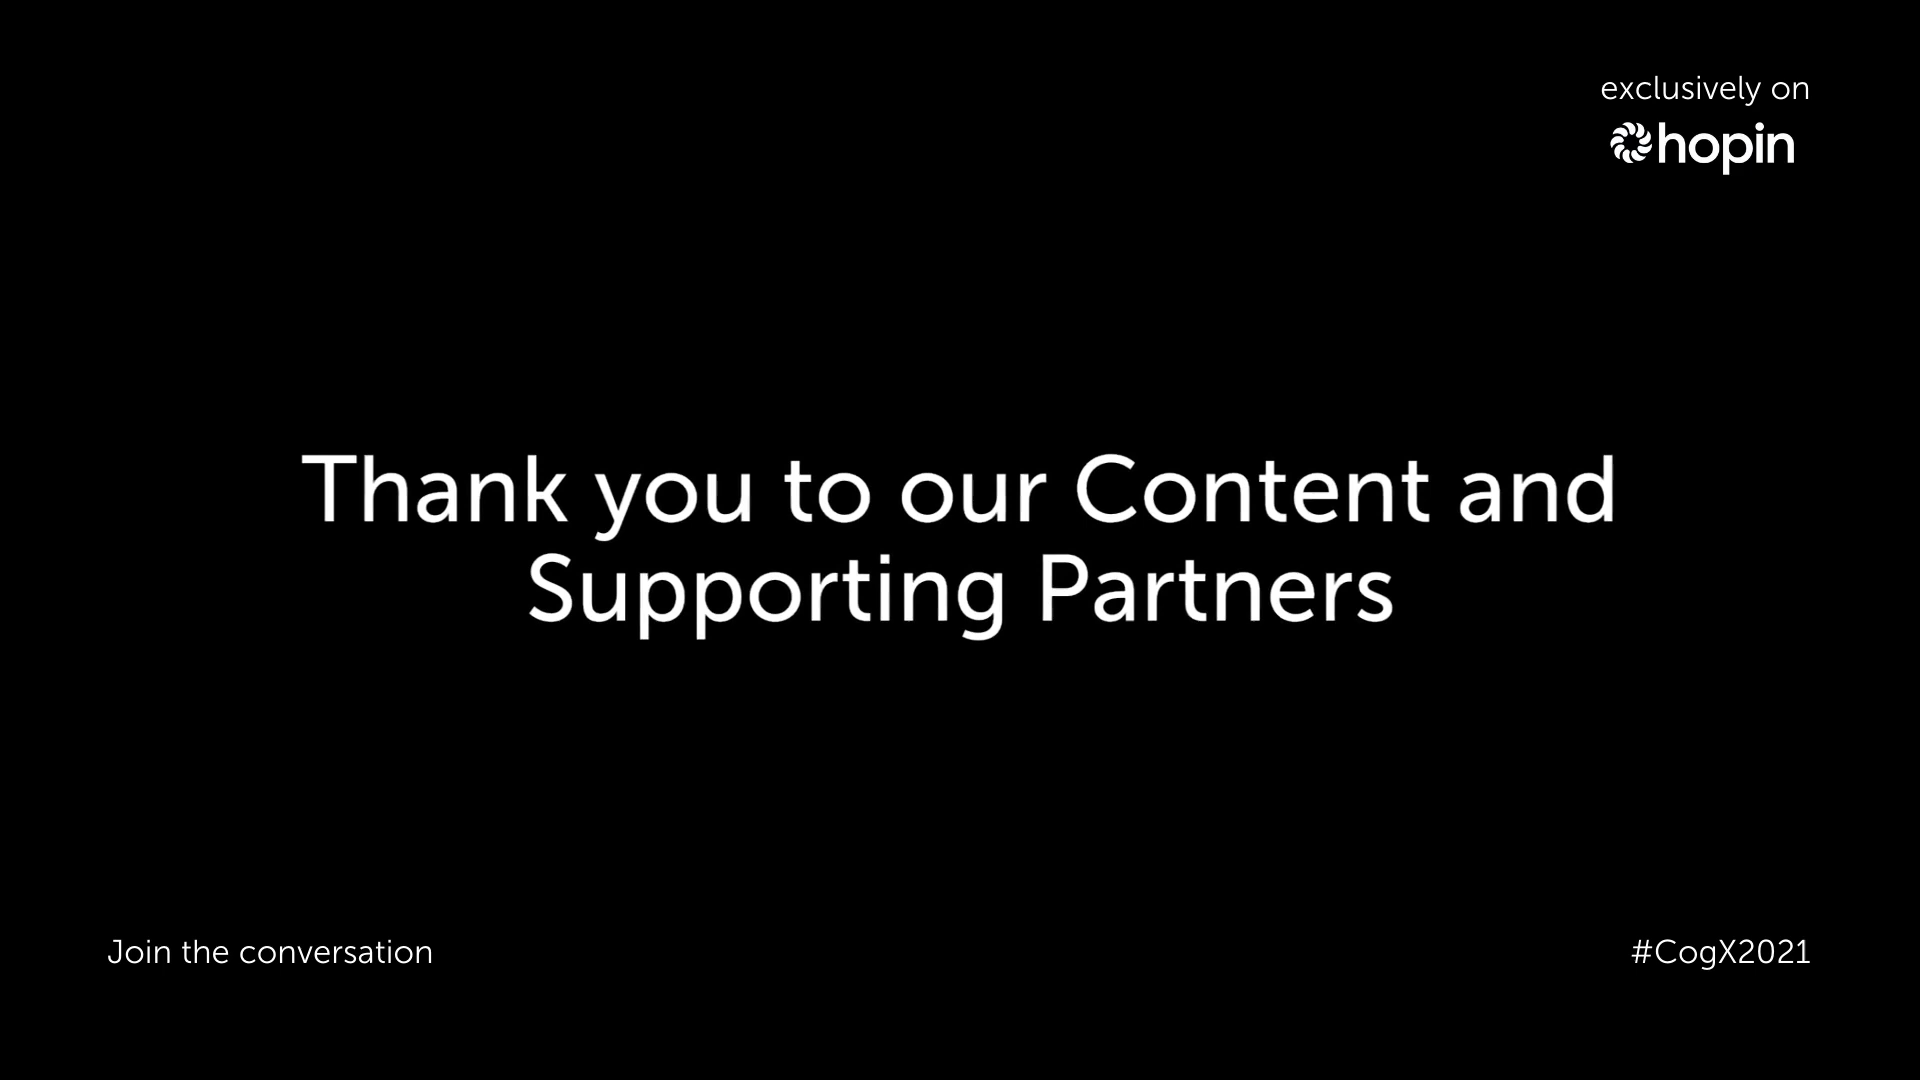 exclusively on
hopin
Thank you to our Content and
Supporting Partners
Join the conversation
#CogX2021